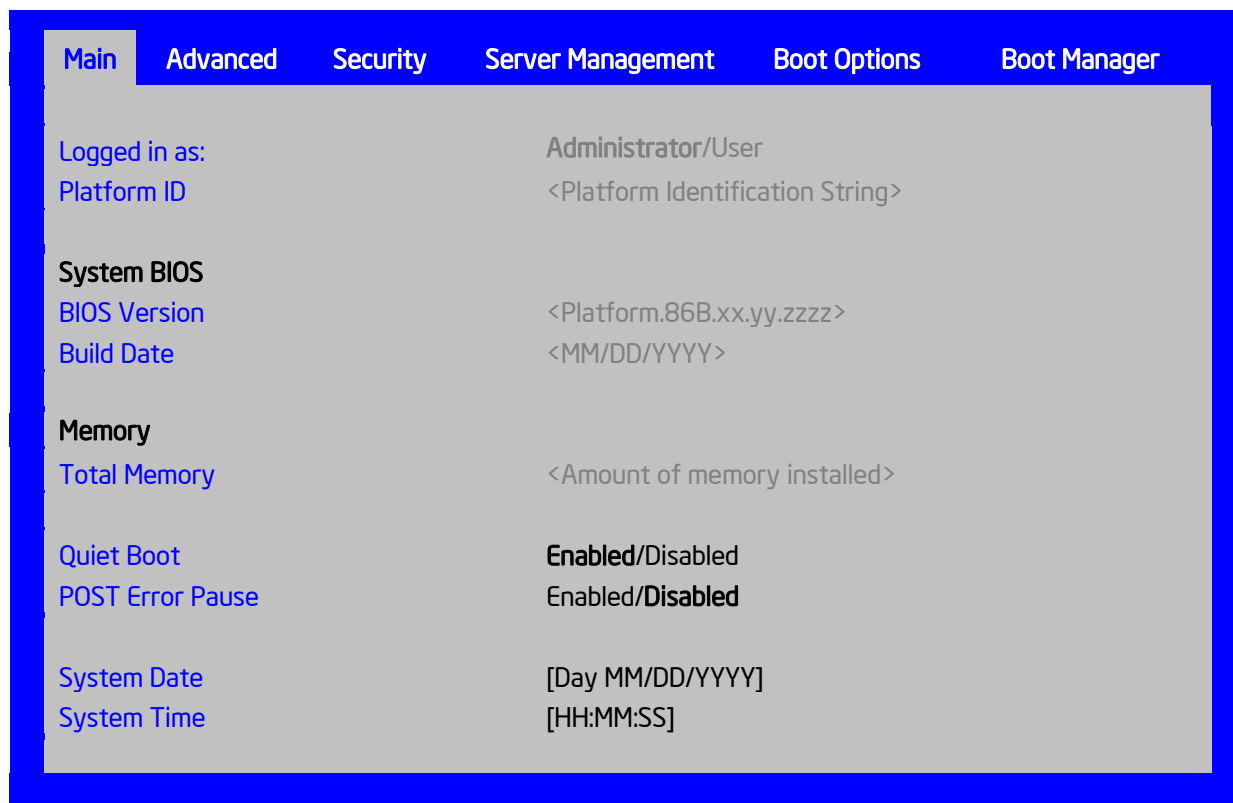 Main Advanced Security Server Management Boot Options Boot Manager
Logged in as: Administrator/User
Platform ID <Platform Identification String>
System BIOS
BIOS Version <Platform.86B.xx.yy.zzzz>
Build Date <MM/DD/YYYY>
Memory
Total Memory <Amount of memory installed>
Quiet Boot Enabled/Disabled
POST Error Pause Enabled/Disabled
System Date [Day MM/DD/YYYY]
System Time [HH:MM:SS]